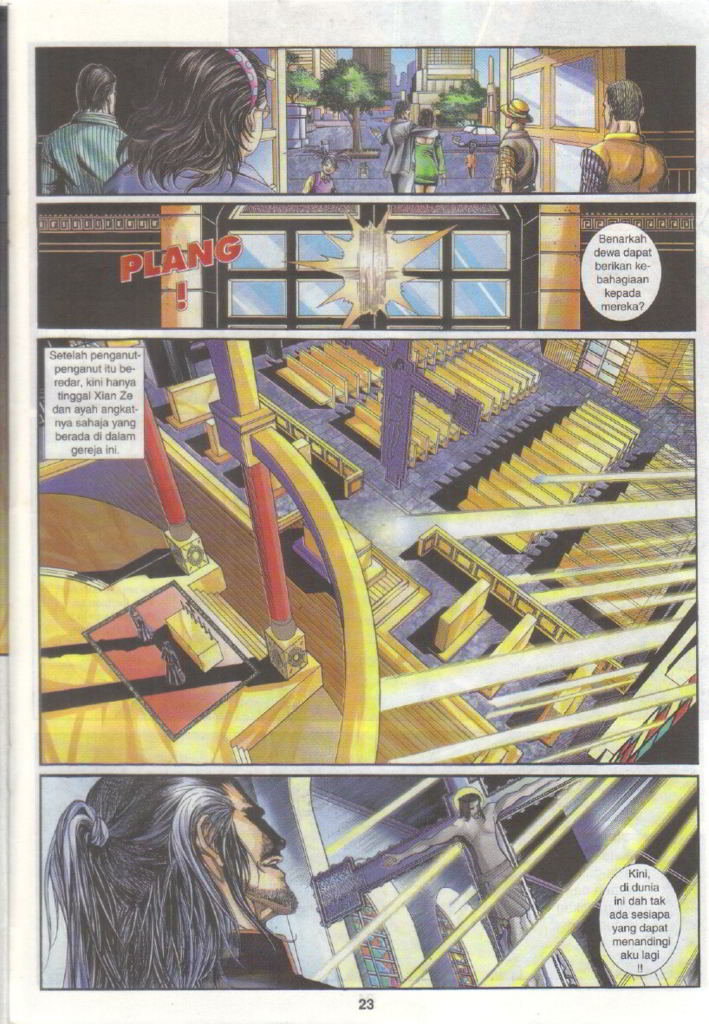 PLANG
!
Benarkah
dewa dapat
berikan ke-
bahagiaan
kepada
mereka?
Setelah penganut-
penganut itu be-
redar, kini hanya
tinggal Xian Ze
dan ayah angkat-
nya sahaja yang
berada di dalam
gereja ini.
Kini,
di dunia
ini dah tak
ada sesiapa
yang dapat
menandingi
aku lagi
!!
23